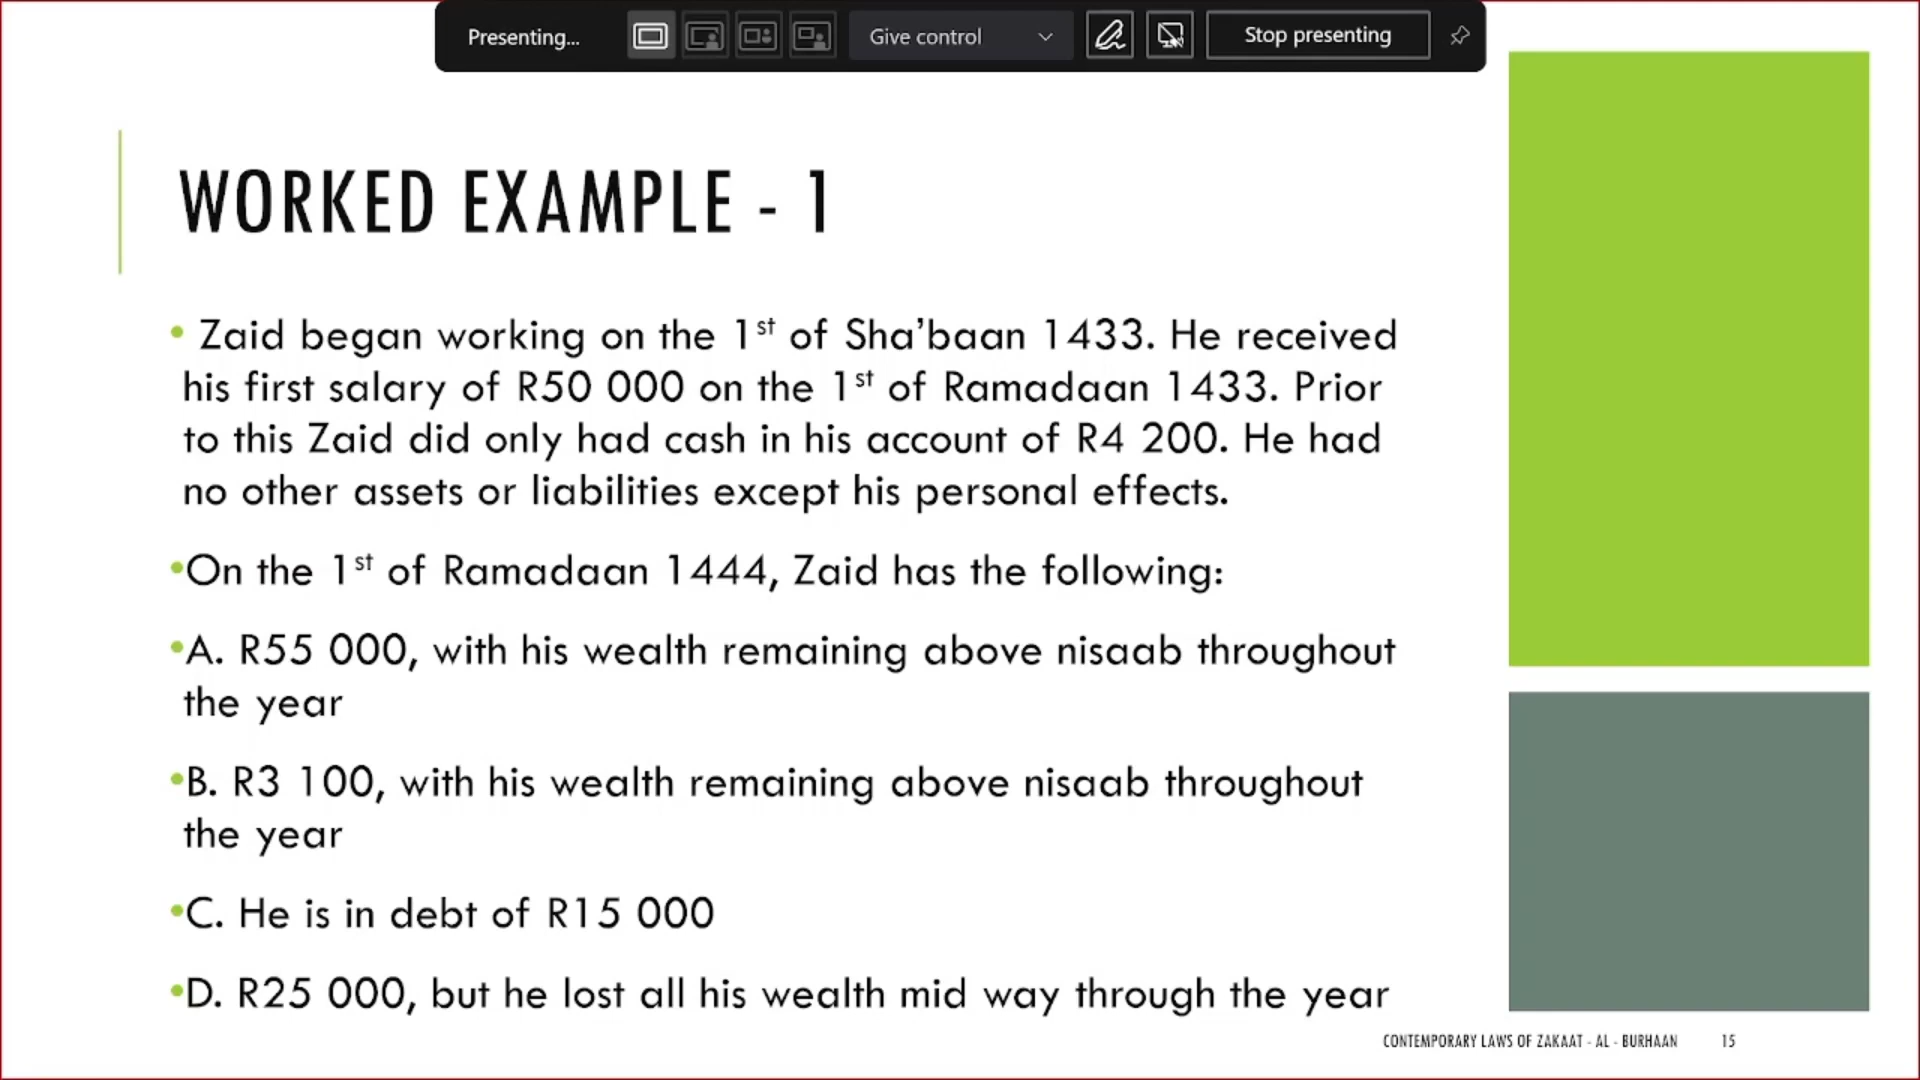 Presenting...
Give control
Stop presenting
WORKED EXAMPLE - 1
• Zaid began working on the 1st of Sha’baan 1433. He received
his first salary of R50 000 on the 1st of Ramadaan 1433. Prior
to this Zaid did only had cash in his account of R4 200. He had
no other assets or liabilities except his personal effects.
•On the 1st of Ramadaan 1444, Zaid has the following:
•A. R55 000, with his wealth remaining above nisaab throughout
the year
•B. R3 100, with his wealth remaining above nisaab throughout
the year
•C. He is in debt of R15 000
•D. R25 000, but he lost all his wealth mid way through the year
CONTEMPORARY LAWS OF ZAKAAT - AL - BURHAAN 15